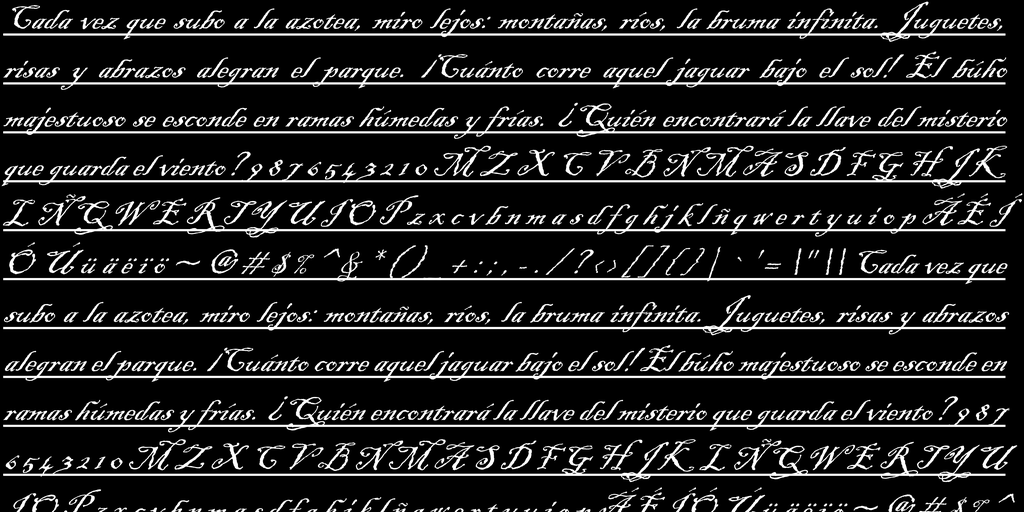 Cada vez que subo a la azotea, miro lejos: montañas, ríos, la bruma infinita. Juguetes,
risas y abrazos alegran el parque. ¡Cuánto corre aquel jaguar bajo el sol! El búho
majestuoso se esconde en ramas húmedas y frías. ¿Quién encontrará la llave del misterio
que guarda el viento? 9 8 7 6 5 4 3 2 1 0 M Z X C V B N M A S D F G H J K
L Ñ Q W E R T Y U I O P z x c v b n m a s d f g h j k l ñ q w e r t y u i o p Á É Í
Ó Ú ü ä ë ï ö ~ @ # $ % ^ & * ( ) _ + : ; , - . / ? < > [ ] { } | ` ' = | " | | Cada vez que
subo a la azotea, miro lejos: montañas, ríos, la bruma infinita. Juguetes, risas y abrazos
alegran el parque. ¡Cuánto corre aquel jaguar bajo el sol! El búho majestuoso se esconde en
ramas húmedas y frías. ¿Quién encontrará la llave del misterio que guarda el viento? 9 8 7
6 5 4 3 2 1 0 M Z X C V B N M A S D F G H J K L Ñ Q W E R T Y U
I O P z x c v b n m a s d f g h j k l ñ q w e r t y u i o p Á É Í Ó Ú ü ä ë ï ö ~ @ # $ % ^